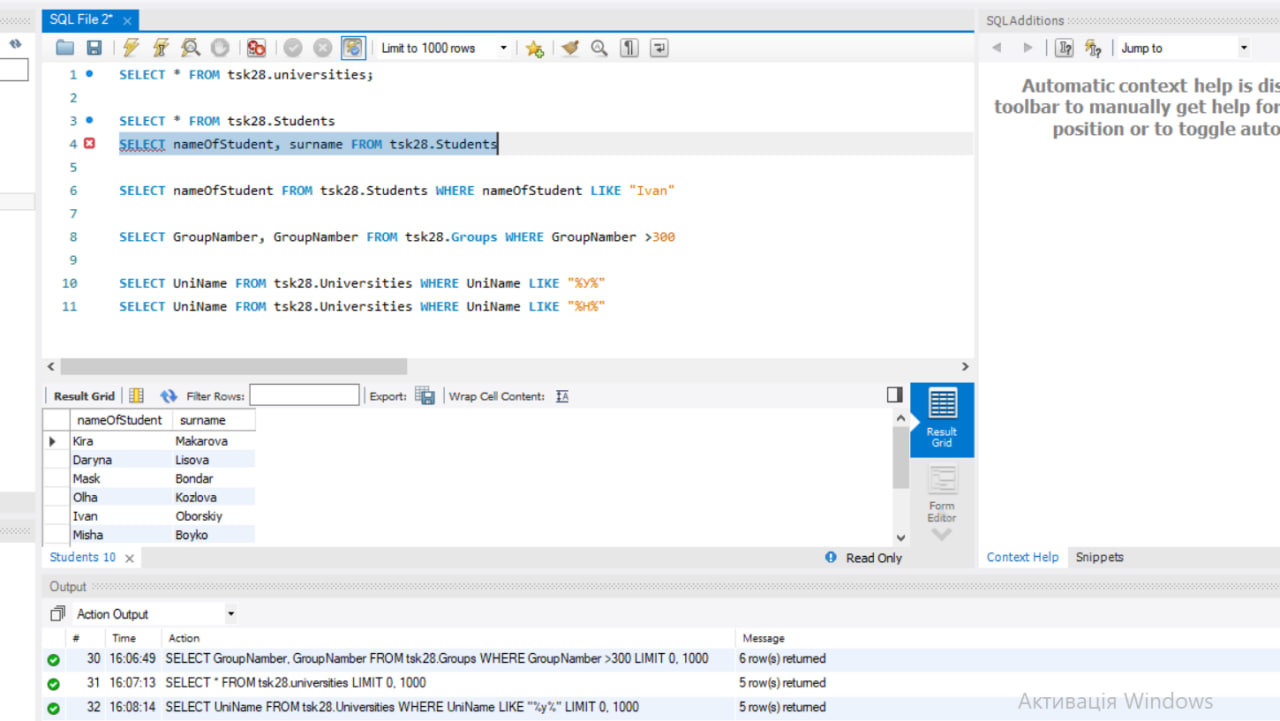 SQL File 2* ×
SQLAdditions
Limit to 1000 rows
Jump to
1 SELECT * FROM tsk28.universities;
2
3 SELECT * FROM tsk28.Students
4 SELECT nameOfStudent, surname FROM tsk28.Students
5
6 SELECT nameOfStudent FROM tsk28.Students WHERE nameOfStudent LIKE "Ivan"
7
8 SELECT GroupNamber, GroupNamber FROM tsk28.Groups WHERE GroupNamber >300
9
10 SELECT UniName FROM tsk28.Universities WHERE UniName LIKE "%У%"
11 SELECT UniName FROM tsk28.Universities WHERE UniName LIKE "%Н%"
Automatic context help is dis
toolbar to manually get help for
position or to toggle auto
Result Grid Filter Rows: Export: Wrap Cell Content:
nameOfStudent surname
Kira Makarova
Daryna Lisova
Mask Bondar
Olha Kozlova
Ivan Oborskiy
Misha Boyko
Result
Grid
Form
Editor
Students 10 ×
Read Only
Context Help Snippets
Output
Action Output
# Time Action Message
30 16:06:49 SELECT GroupNamber, GroupNamber FROM tsk28.Groups WHERE GroupNamber >300 LIMIT 0, 1000 6 row(s) returned
31 16:07:13 SELECT * FROM tsk28.universities LIMIT 0, 1000 5 row(s) returned
32 16:08:14 SELECT UniName FROM tsk28.Universities WHERE UniName LIKE "%y%" LIMIT 0, 1000 5 row(s) returned
Активація Windows